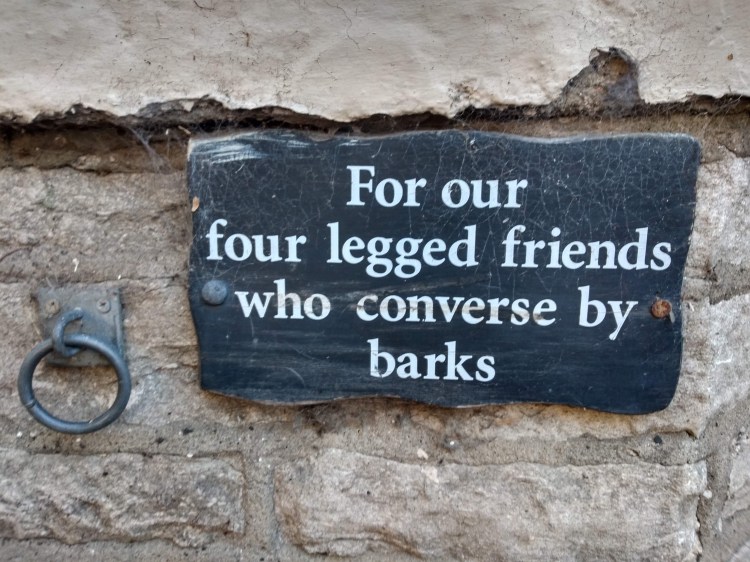 For our
four legged friends
who converse by
barks